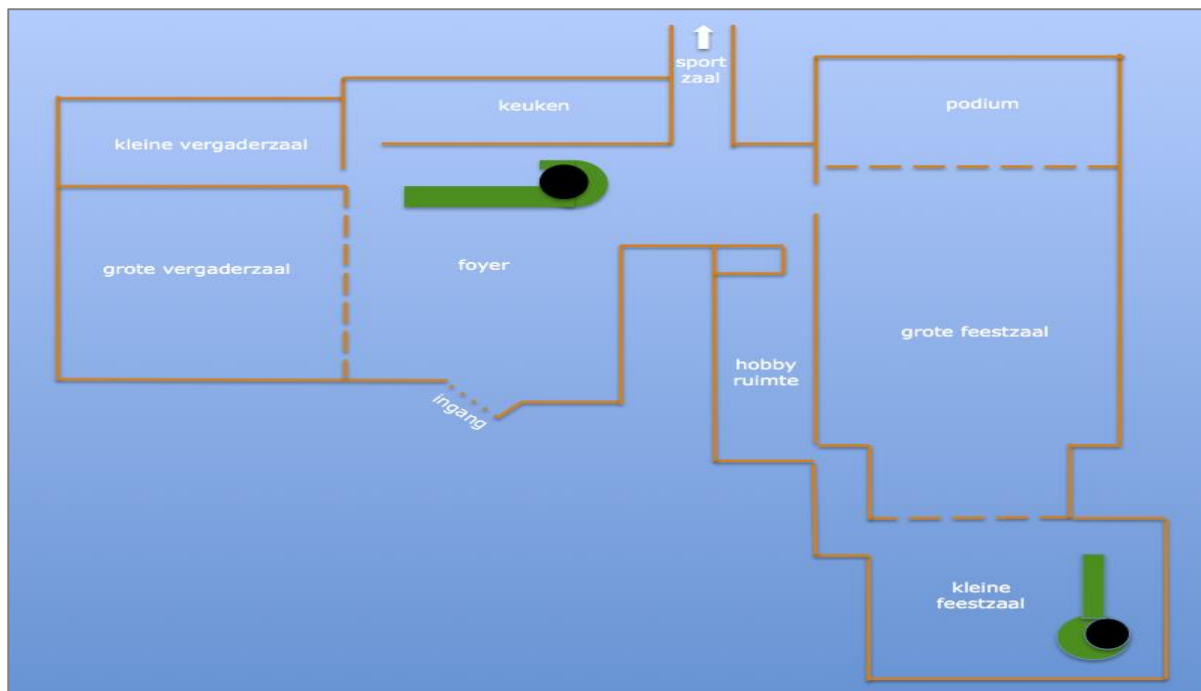 sport
zaal
keuken
podium
kleine vergaderzaal
grote vergaderzaal
foyer
grote feestzaal
hobby
ruimte
ingang
kleine
feestzaal